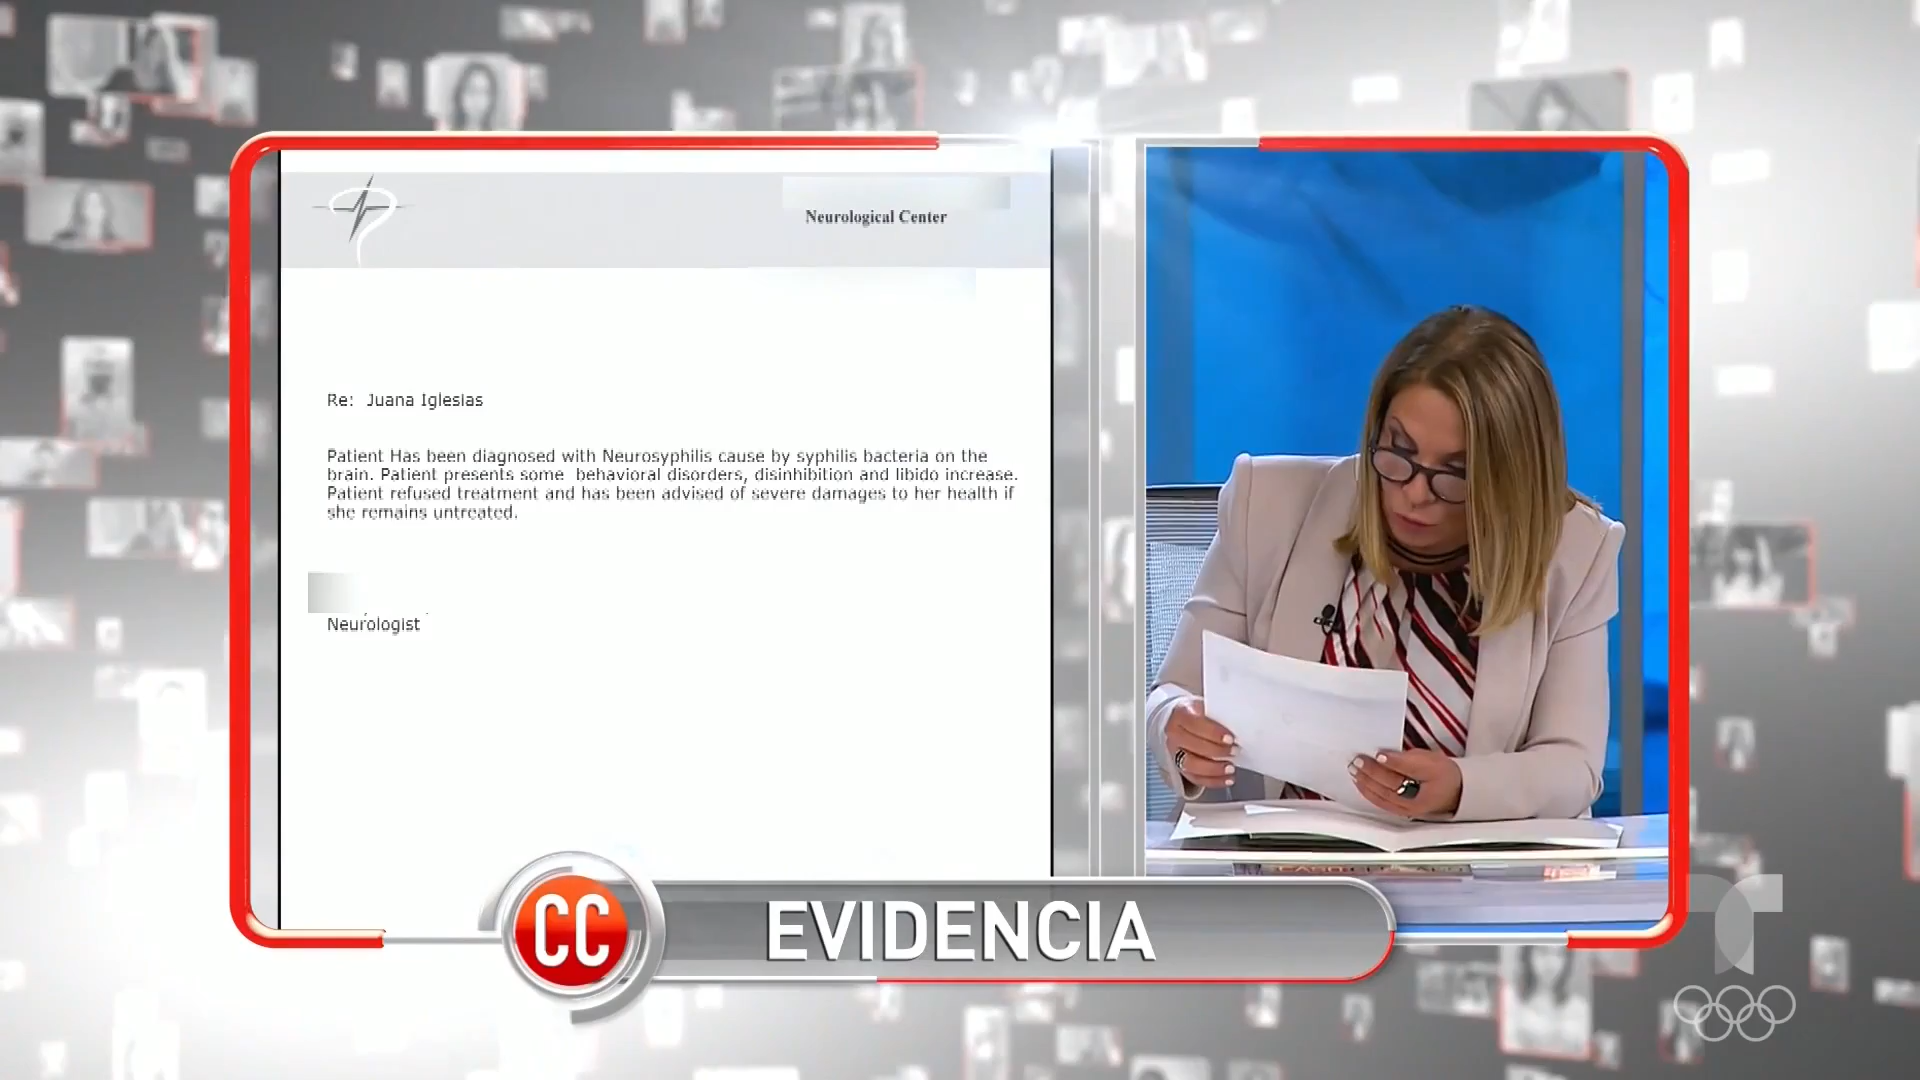 Neurological Center
Re: Juana Iglesias
Patient Has been diagnosed with Neurosyphilis cause by syphilis bacteria on the
brain. Patient presents some behavioral disorders, disinhibition and libido increase.
Patient refused treatment and has been advised of severe damages to her health if
she remains untreated.
Neurologist
CC EVIDENCIA